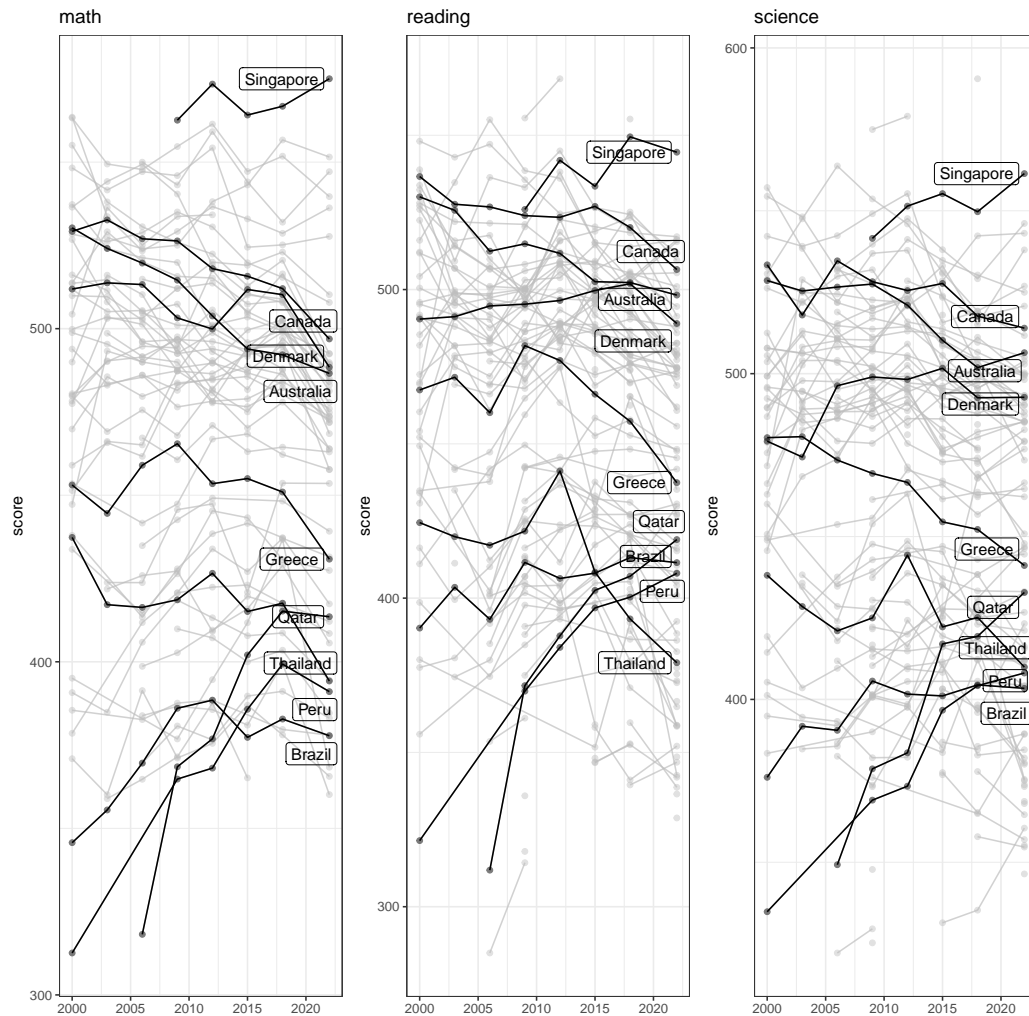 math
score
300
400
500
2000 2005 2010 2015 2020
Singapore
Canada
Denmark
Australia
Greece
Qatar
Thailand
Peru
Brazil
reading
score
300
400
500
2000 2005 2010 2015 2020
Singapore
Canada
Australia
Denmark
Greece
Qatar
Brazil
Peru
Thailand
science
score
400
500
600
2000 2005 2010 2015 2020
Singapore
Canada
Australia
Denmark
Greece
Qatar
Thailand
Peru
Brazil